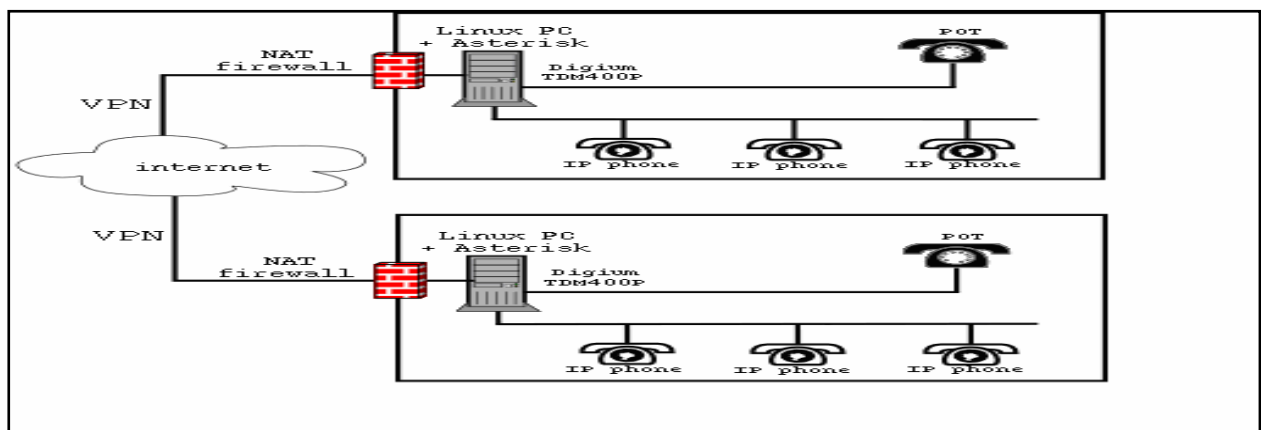 Linux PC
+ Asterisk
POT
NAT
firewall
Digium
TDM400P
VPN
IP phone IP phone IP phone
internet
VPN
Linux PC
+ Asterisk
POT
NAT
firewall
Digium
TDM400P
IP phone IP phone IP phone